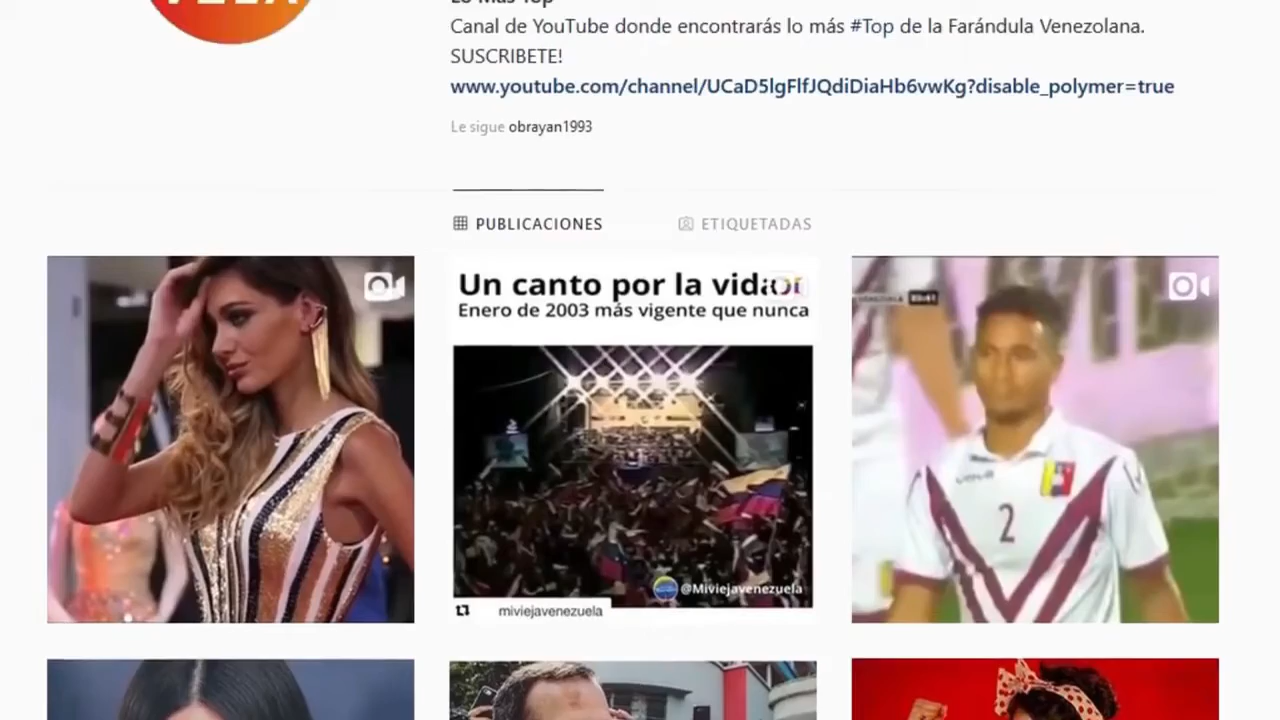 Canal de YouTube donde encontrarás lo más #Top de la Farándula Venezolana.
SUSCRIBETE!
www.youtube.com/channel/UCaD5lgFlfJQdiDiaHb6vwKg?disable_polymer=true
Le sigue obrayan1993
PUBLICACIONES
ETIQUETADAS
Un canto por la vida
Enero de 2003 más vigente que nunca
@Miviejavenezuela
miviejavenezuela
2